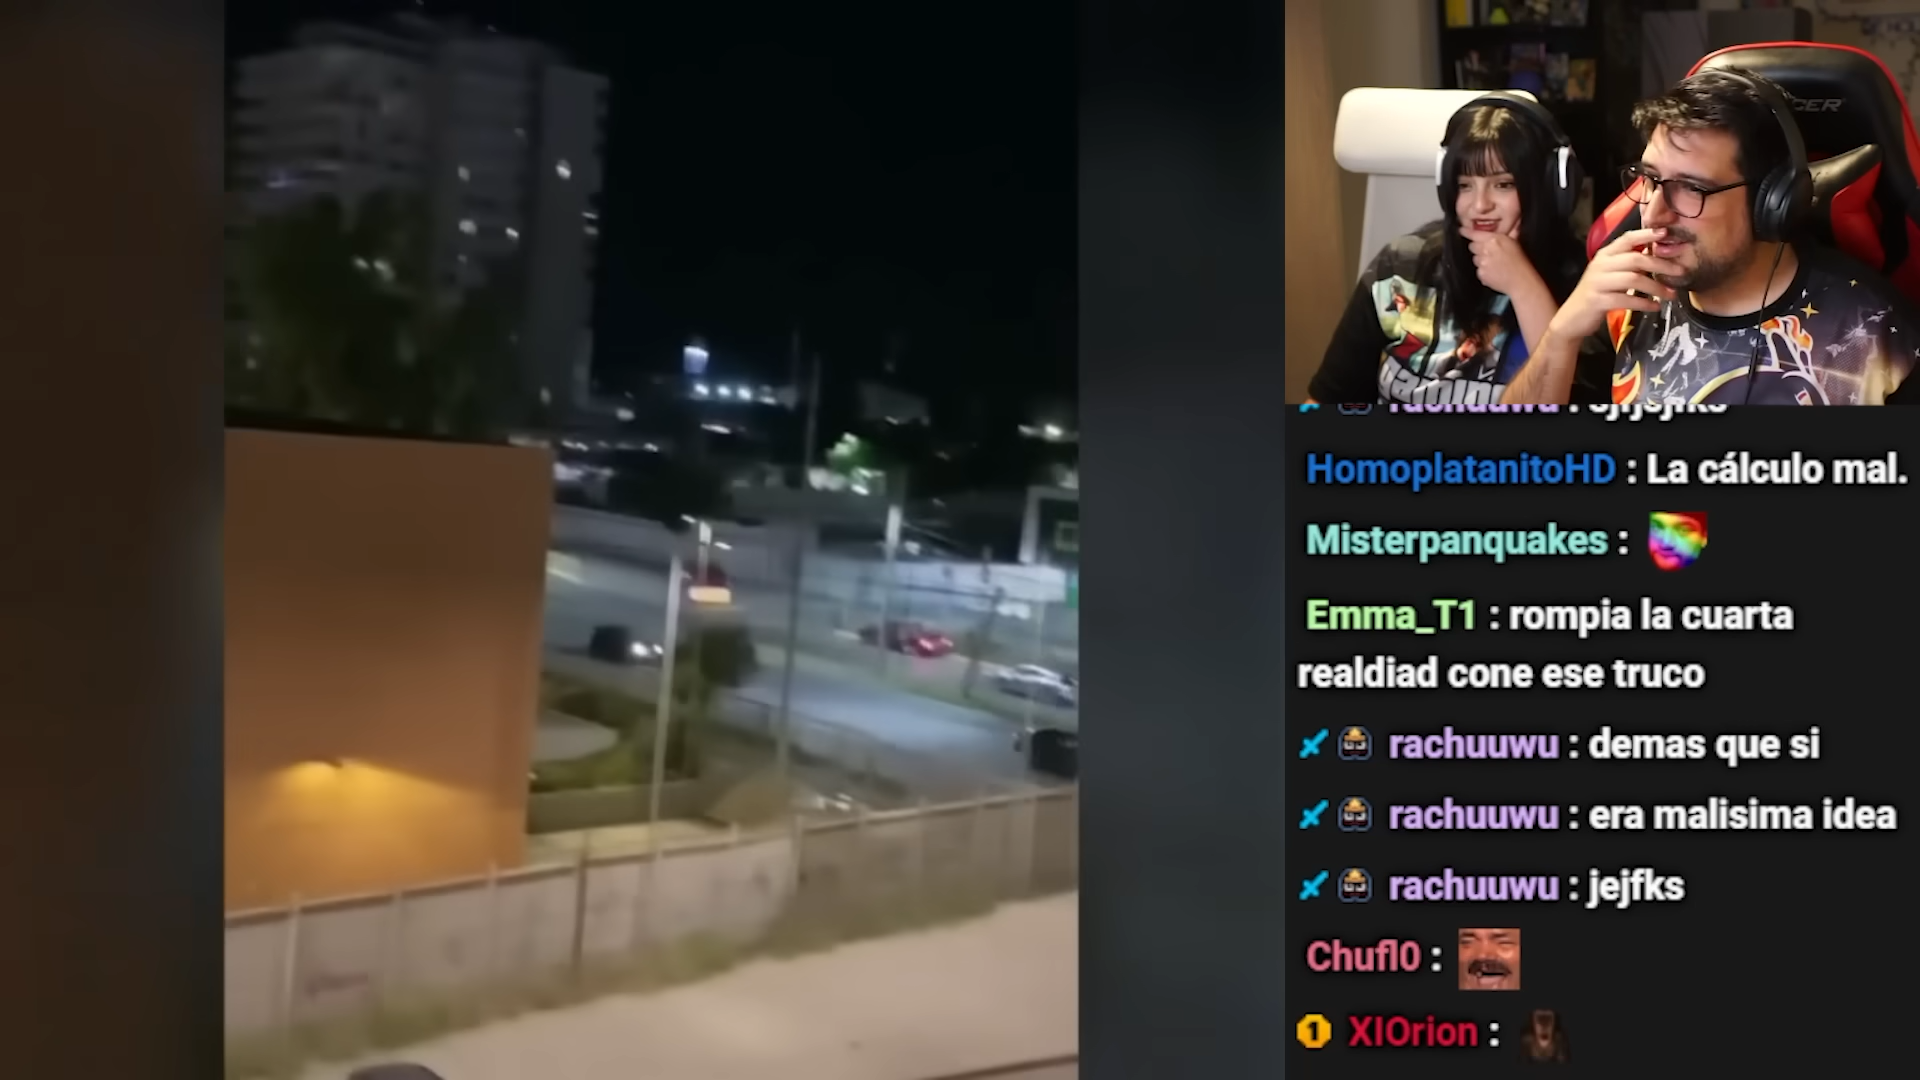 HomoplatanitoHD : La cálculo mal.
Misterpanquakes :
Emma_T1 : rompia la cuarta
realdiad cone ese truco
rachuuwu : demas que si
rachuuwu : era malisima idea
rachuuwu : jejfks
Chufl0 :
1 XIOrion :